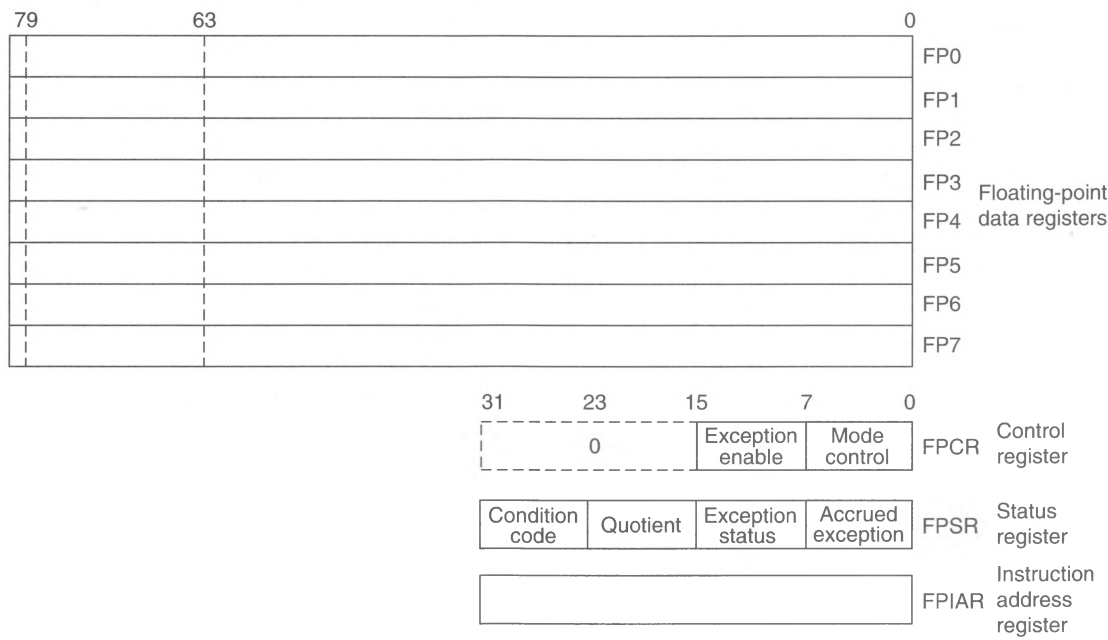 79 63 0
FP0
FP1
FP2
FP3
FP4
FP5
FP6
FP7
Floating-point
data registers
31 23 15 7 0
0
Exception
enable
Mode
control
FPCR
Control
register
Condition
code
Quotient
Exception
status
Accrued
exception
FPSR
Status
register
FPIAR
Instruction
address
register